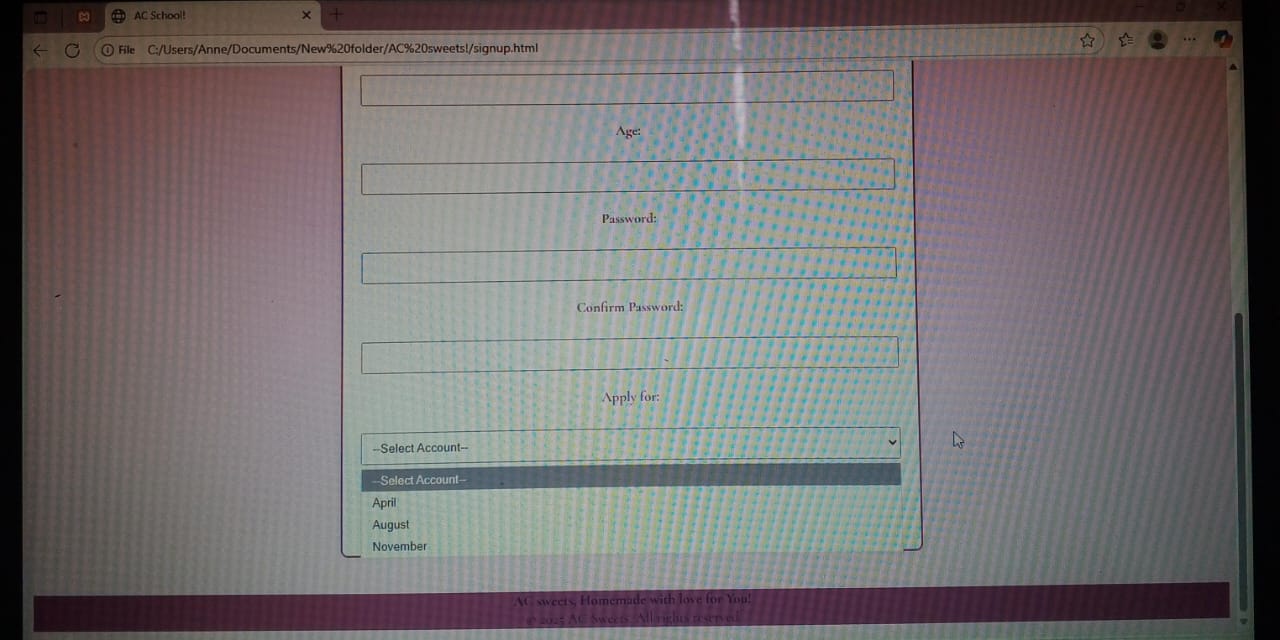 AC School!
File C:/Users/Anne/Documents/New%20folder/AC%20sweets!/signup.html
Age:
Password:
Confirm Password:
Apply for:
--Select Account--
--Select Account--
April
August
November
AC sweets, Homemade with love for You!
© 2025 AC Sweets. All rights reserved.